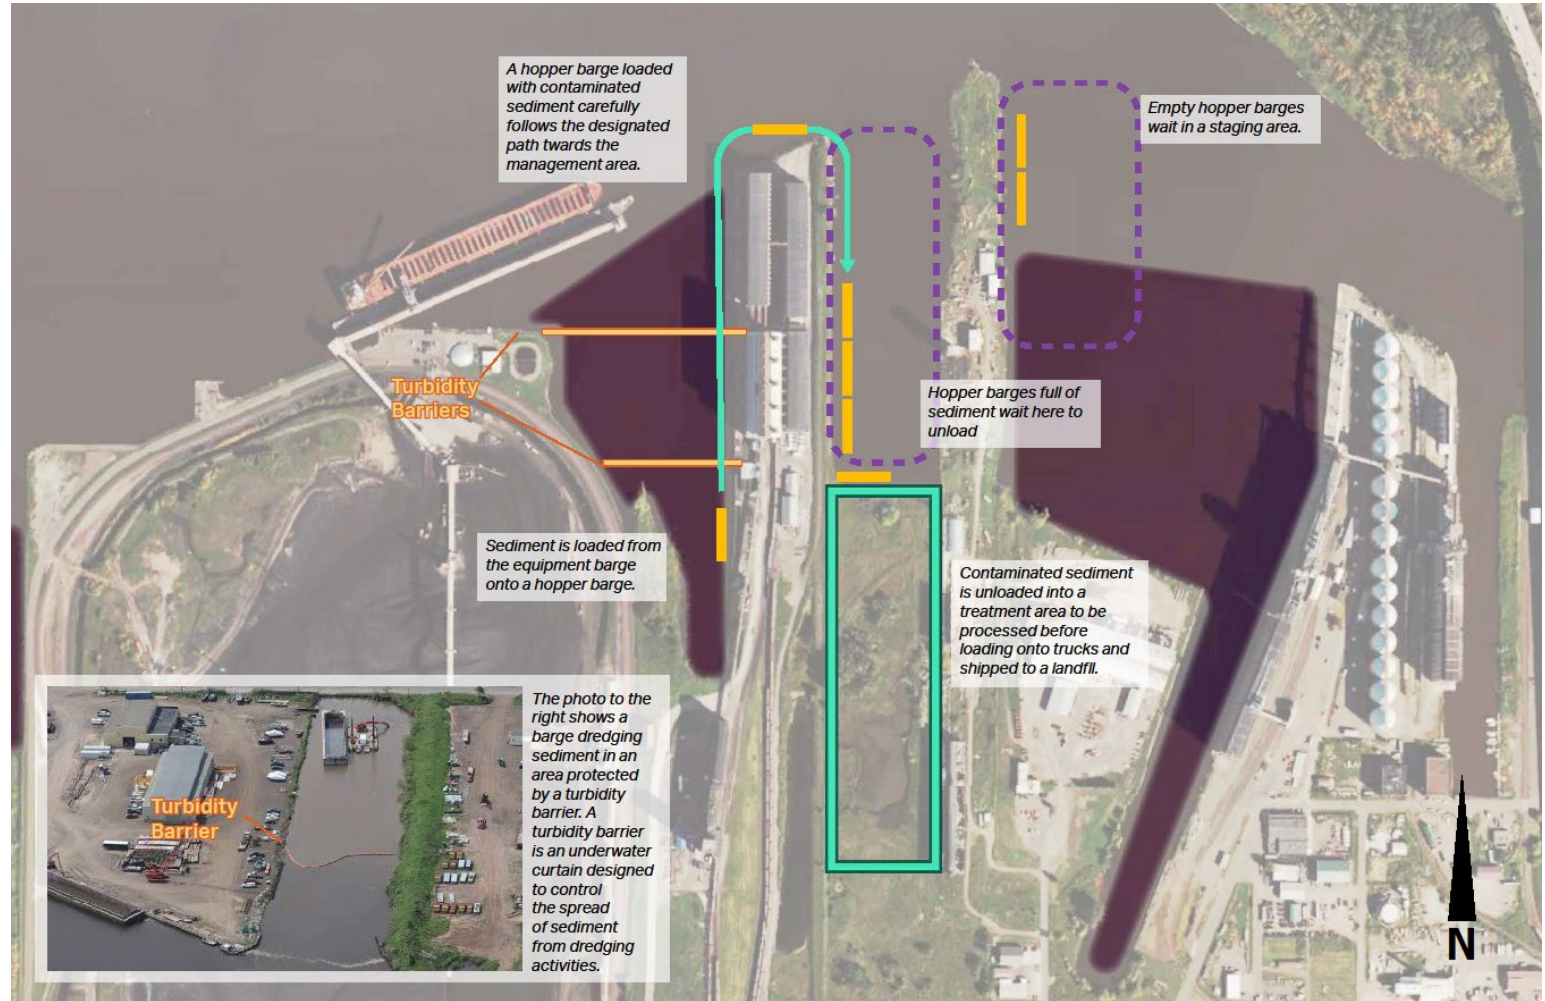 A hopper barge loaded
with contaminated
sediment carefully
follows the designated
path twards the
management area.
Empty hopper barges
wait in a staging area.
Turbidity
Barriers
Hopper barges full of
sediment wait here to
unload
Sediment is loaded from
the equipment barge
onto a hopper barge.
Contaminated sediment
is unloaded into a
treatment area to be
processed before
loading onto trucks and
shipped to a landfil.
The photo to the
right shows a
barge dredging
sediment in an
area protected
by a turbidity
barrier. A
turbidity barrier
is an underwater
curtain designed
to control
the spread
of sediment
from dredging
activities.
Turbidity
Barrier
N